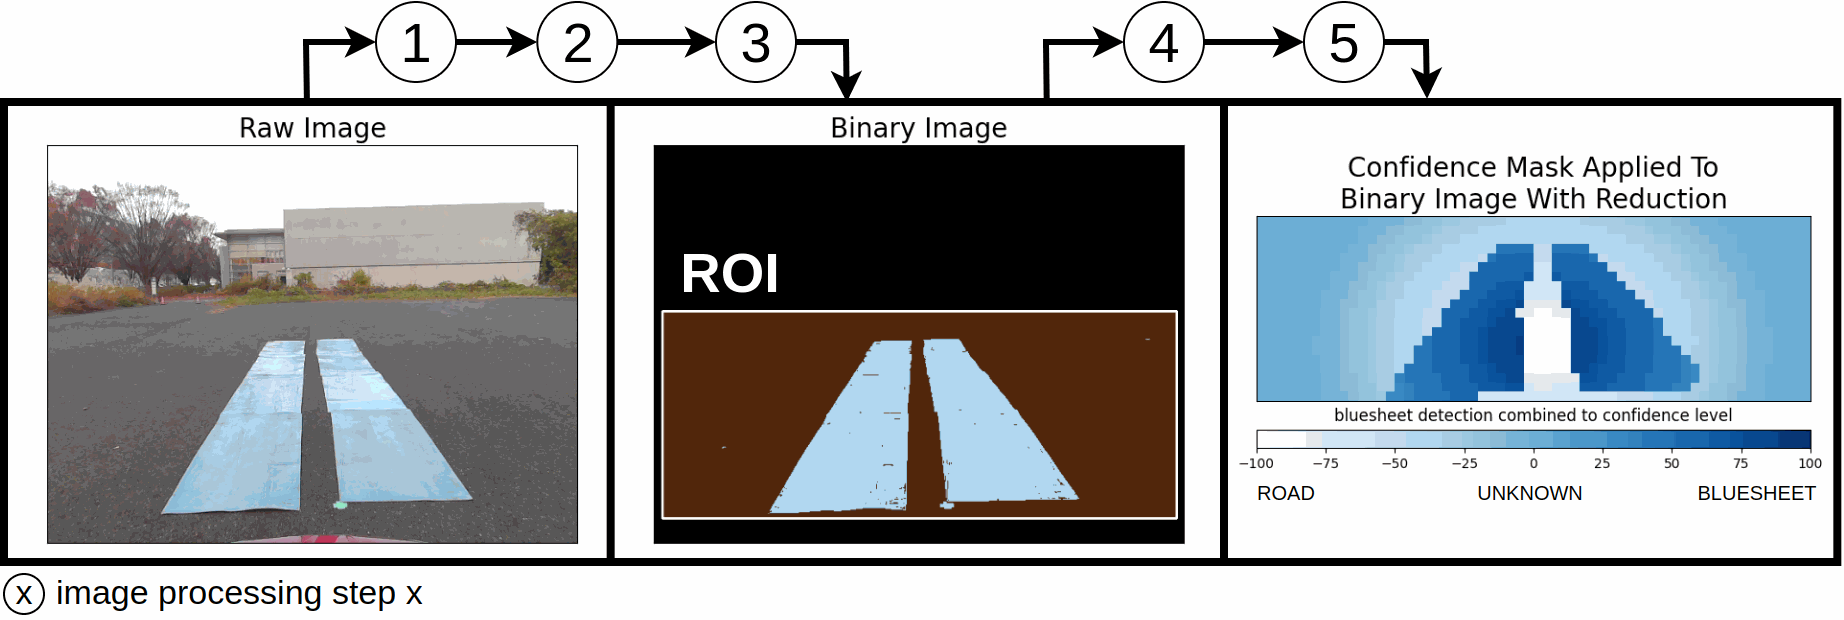 1 2 3 4 5
Raw Image
Binary Image
ROI
Confidence Mask Applied To
Binary Image With Reduction
bluesheet detection combined to confidence level
−100 −75 −50 −25 0 25 50 75 100
ROAD UNKNOWN BLUESHEET
x image processing step x